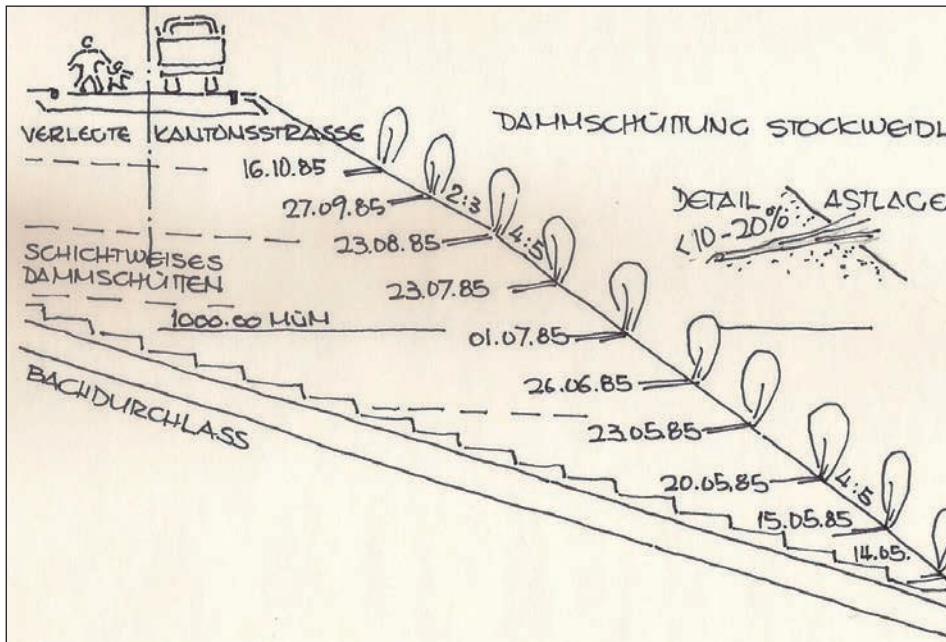 DAMMSCHÜTTUNG STOCKWEIDL
VERLEGTE KANTONSSTRASSE
16.10.85
27.09.85
2:3
23.08.85
4:5
DETAIL ASTLAGE
<10-20%
SCHICHTWEISES
DAMMSCHÜTTEN
23.07.85
1000.00 MÜM
01.07.85
26.06.85
BACHDURCHLASS
23.05.85
20.05.85
4:5
15.05.85
14.05.